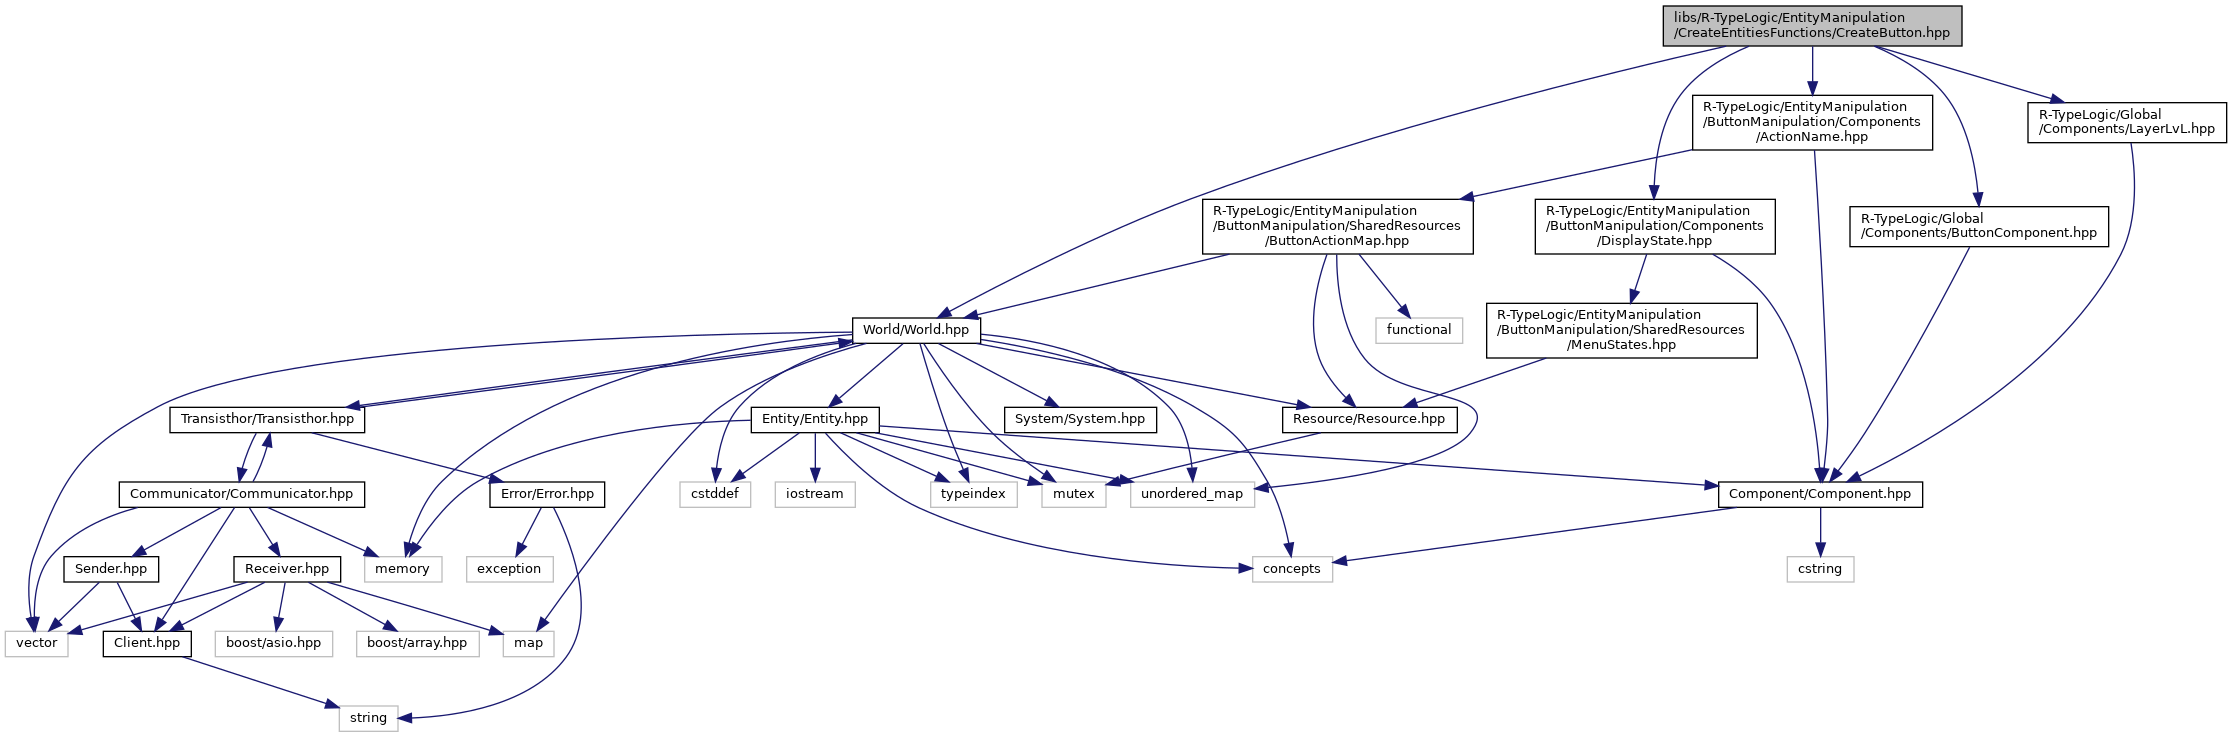 libs/R-TypeLogic/EntityManipulation
/CreateEntitiesFunctions/CreateButton.hpp
R-TypeLogic/EntityManipulation
/ButtonManipulation/Components
/ActionName.hpp
R-TypeLogic/Global
/Components/LayerLvL.hpp
R-TypeLogic/EntityManipulation
/ButtonManipulation/SharedResources
/ButtonActionMap.hpp
R-TypeLogic/EntityManipulation
/ButtonManipulation/Components
/DisplayState.hpp
R-TypeLogic/Global
/Components/ButtonComponent.hpp
World/World.hpp
functional
R-TypeLogic/EntityManipulation
/ButtonManipulation/SharedResources
/MenuStates.hpp
Transisthor/Transisthor.hpp
Entity/Entity.hpp
System/System.hpp
Resource/Resource.hpp
Communicator/Communicator.hpp
Error/Error.hpp
cstddef
iostream
typeindex
mutex
unordered_map
Component/Component.hpp
Sender.hpp
Receiver.hpp
memory
exception
concepts
cstring
vector
Client.hpp
boost/asio.hpp
boost/array.hpp
map
string